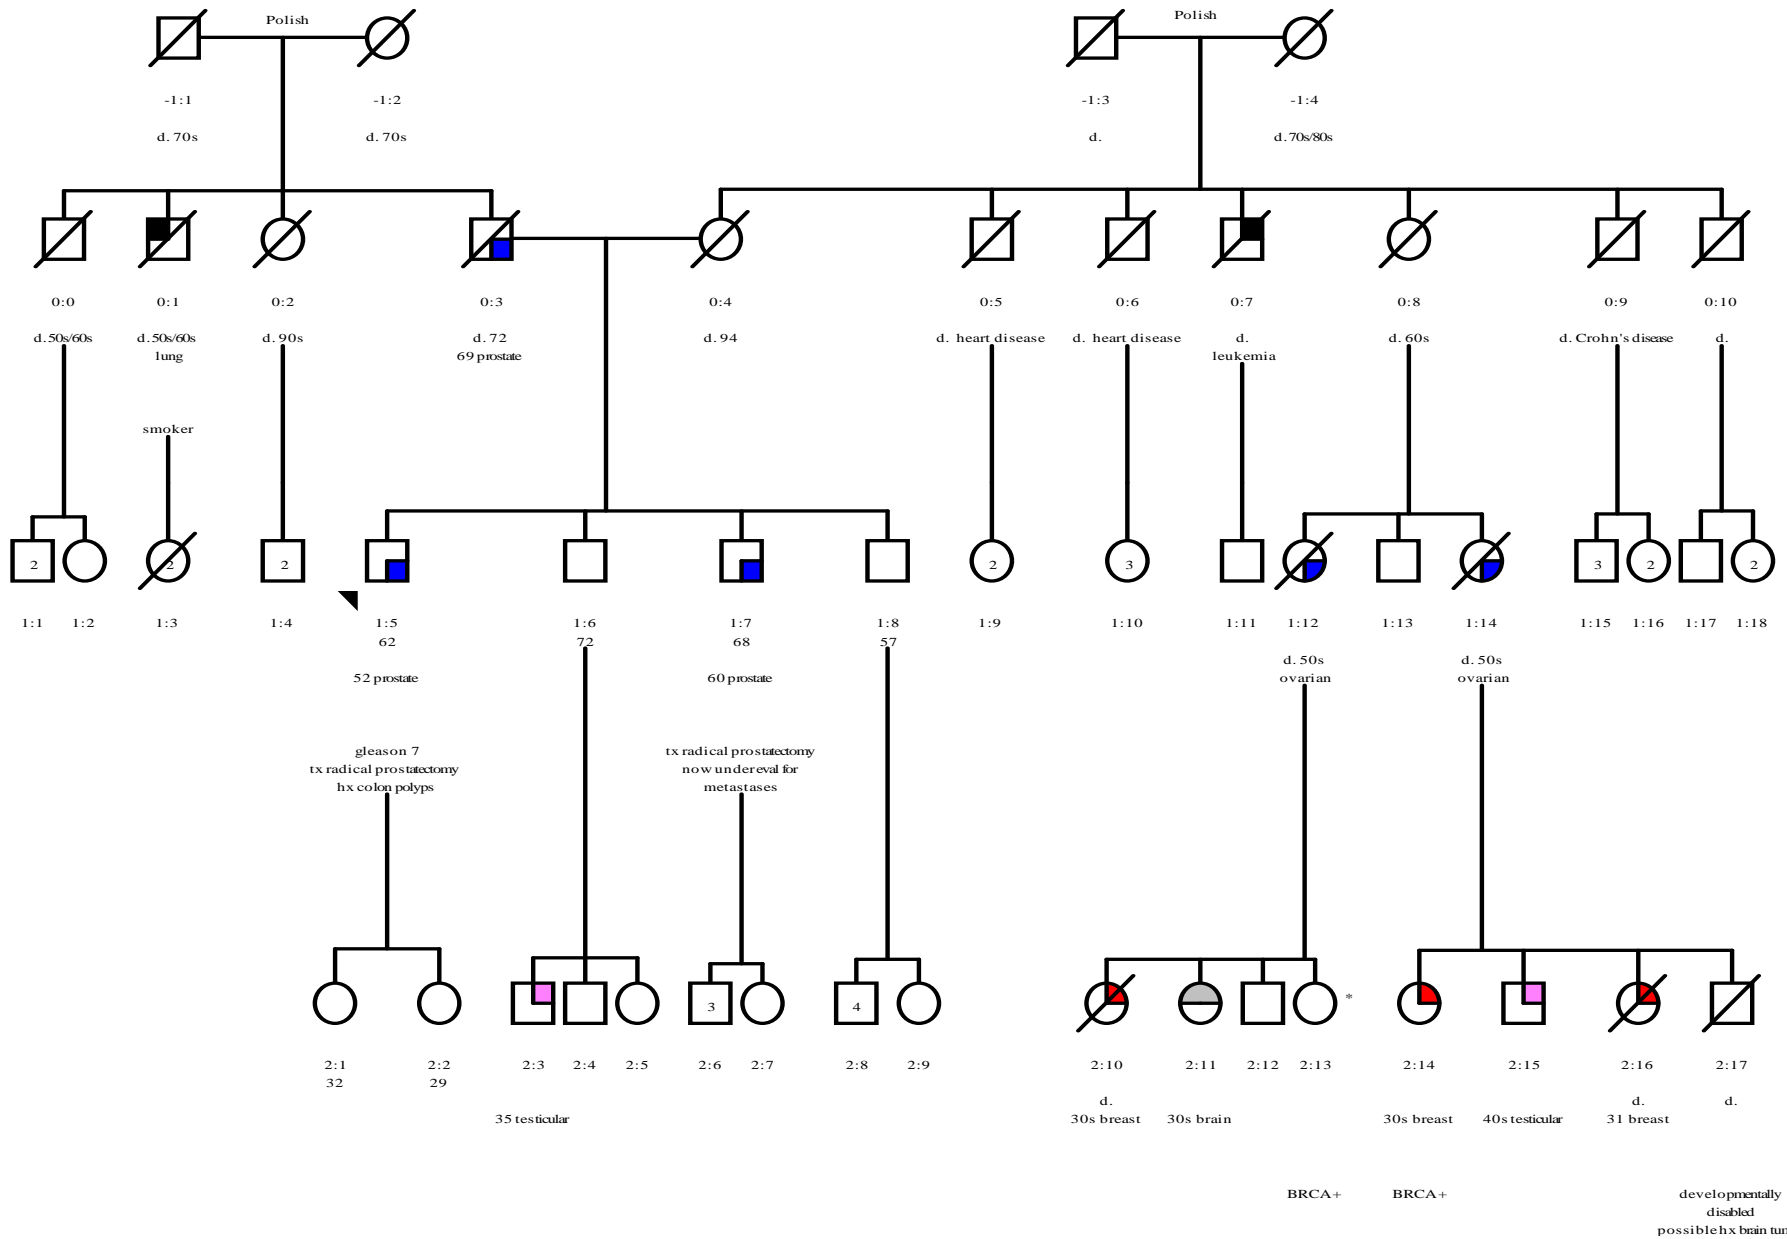 Polish Polish
-1:1 -1:2 -1:3 -1:4
d. 70s d. 70s d. d. 70s/80s
0:0 0:1 0:2 0:3 0:4 0:5 0:6 0:7 0:8 0:9 0:10
d. 50s/60s d. 50s/60s d. 90s d. 72 d. 94 d. heart disease d. heart disease d. d. 60s d. Crohn's disease d.
lung 69 prostate leukemia
smoker
2 2 2 2 3 3 2 2
1:1 1:2 1:3 1:4 1:5 1:6 1:7 1:8 1:9 1:10 1:11 1:12 1:13 1:14 1:15 1:16 1:17 1:18
62 72 68 57
d. 50s d. 50s
52 prostate 60 prostate ovarian ovarian
gleason 7 tx radical prostatectomy
tx radical prostatectomy now under eval for
hx colon polyps metastases
3 4 *
2:1 2:2 2:3 2:4 2:5 2:6 2:7 2:8 2:9 2:10 2:11 2:12 2:13 2:14 2:15 2:16 2:17
32 29
d. d. d.
35 testicular 30s breast 30s brain 30s breast 40s testicular 31 breast
BRCA+ BRCA+ developmentally
disabled
possible hx brain tun